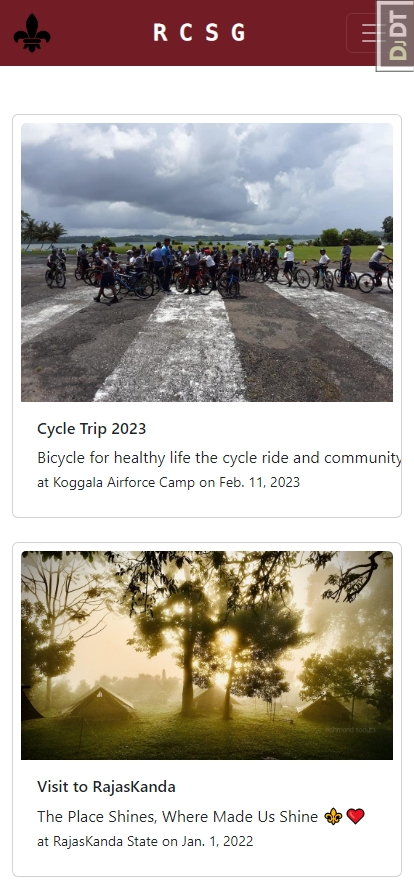 R C S G
DjDT
Cycle Trip 2023
Bicycle for healthy life the cycle ride and community
at Koggala Airforce Camp on Feb. 11, 2023
richmond scouts
Visit to RajasKanda
The Place Shines, Where Made Us Shine ⚜️❤️
at RajasKanda State on Jan. 1, 2022